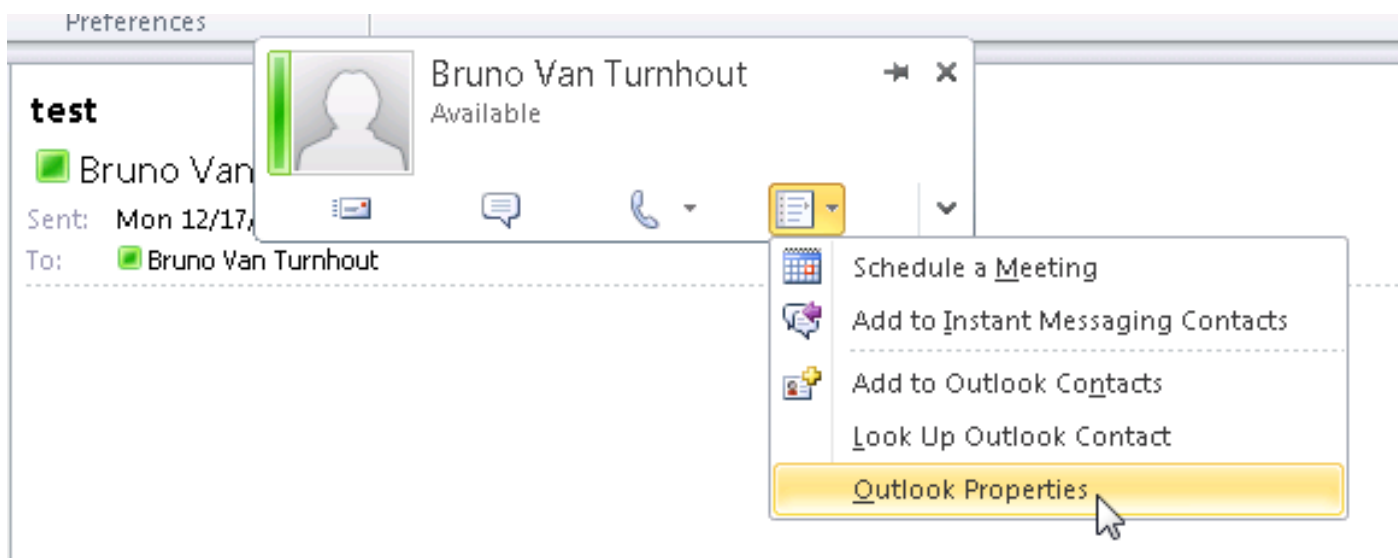 Preferences
Bruno Van Turnhout
Available
test
Bruno Van
Sent: Mon 12/17/
To: Bruno Van Turnhout
Schedule a Meeting
Add to Instant Messaging Contacts
Add to Outlook Contacts
Look Up Outlook Contact
Outlook Properties